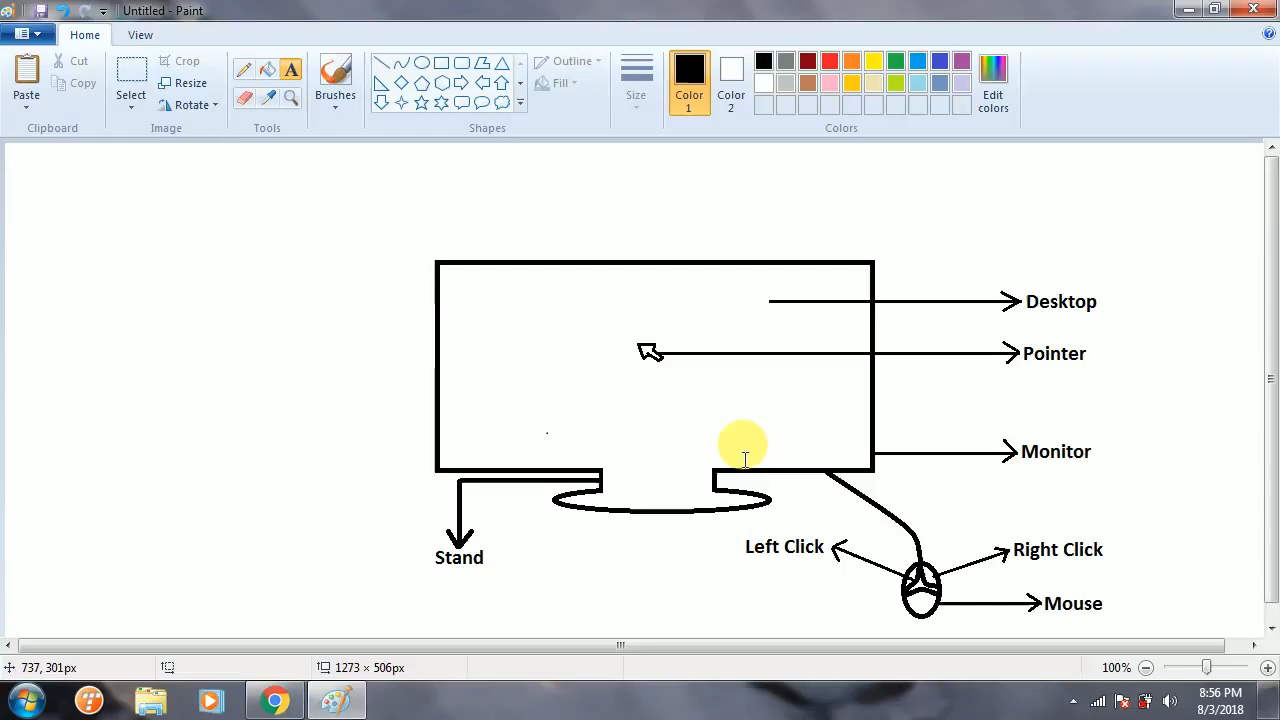 Untitled - Paint
Home
View
Paste
Cut
Copy
Clipboard
Select
Crop
Resize
Rotate
Image
A
Tools
Brushes
Outline
Fill
Shapes
Size
Color 1
Color 2
Edit colors
Colors
Desktop
Pointer
Monitor
Stand
Left Click
Right Click
Mouse
737, 301px
1273 × 506px
100%
8:56 PM
8/3/2018